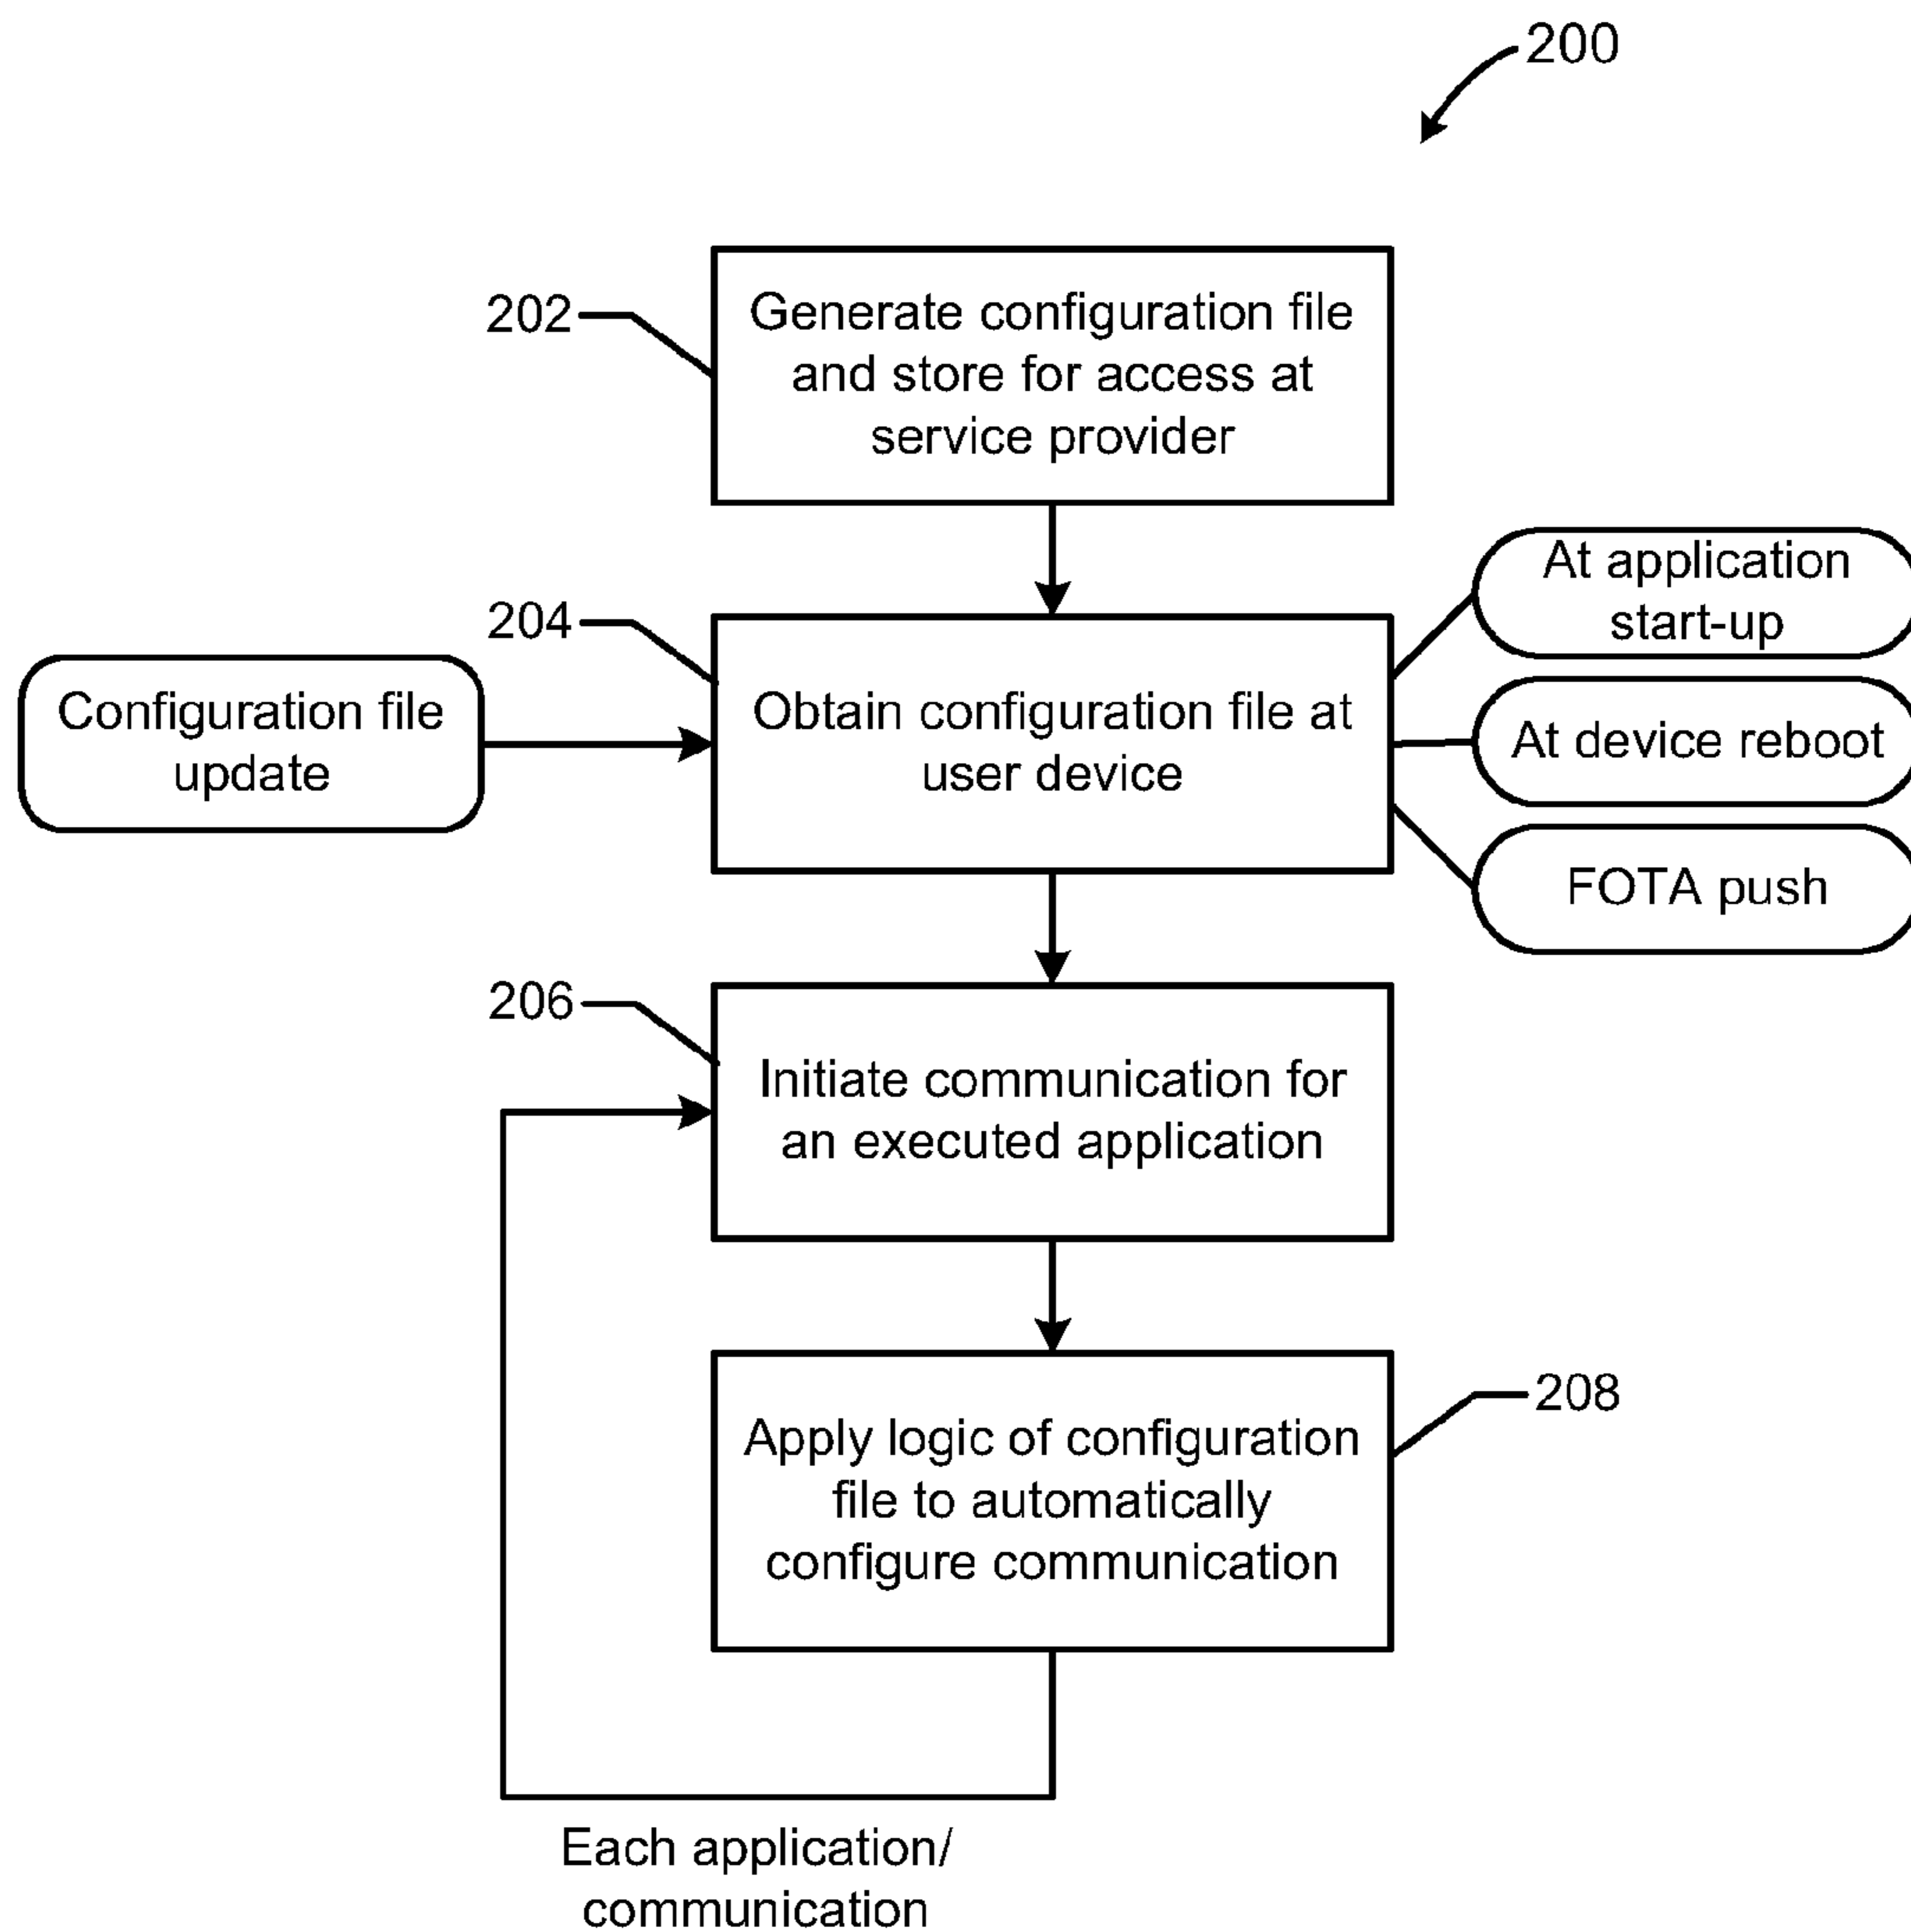 200
202
Generate configuration file
and store for access at
service provider
204
Configuration file
update
Obtain configuration file at
user device
At application
start-up
At device reboot
FOTA push
206
Initiate communication for
an executed application
208
Apply logic of configuration
file to automatically
configure communication
Each application/
communication